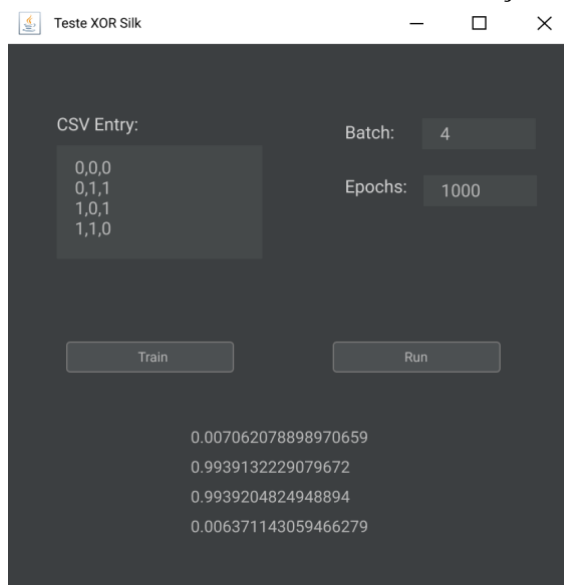 Teste XOR Silk
CSV Entry:
0,0,0
0,1,1
1,0,1
1,1,0
Batch: 4
Epochs: 1000
Train
Run
0.007062078898970659
0.9939132229079672
0.9939204824948894
0.006371143059466279